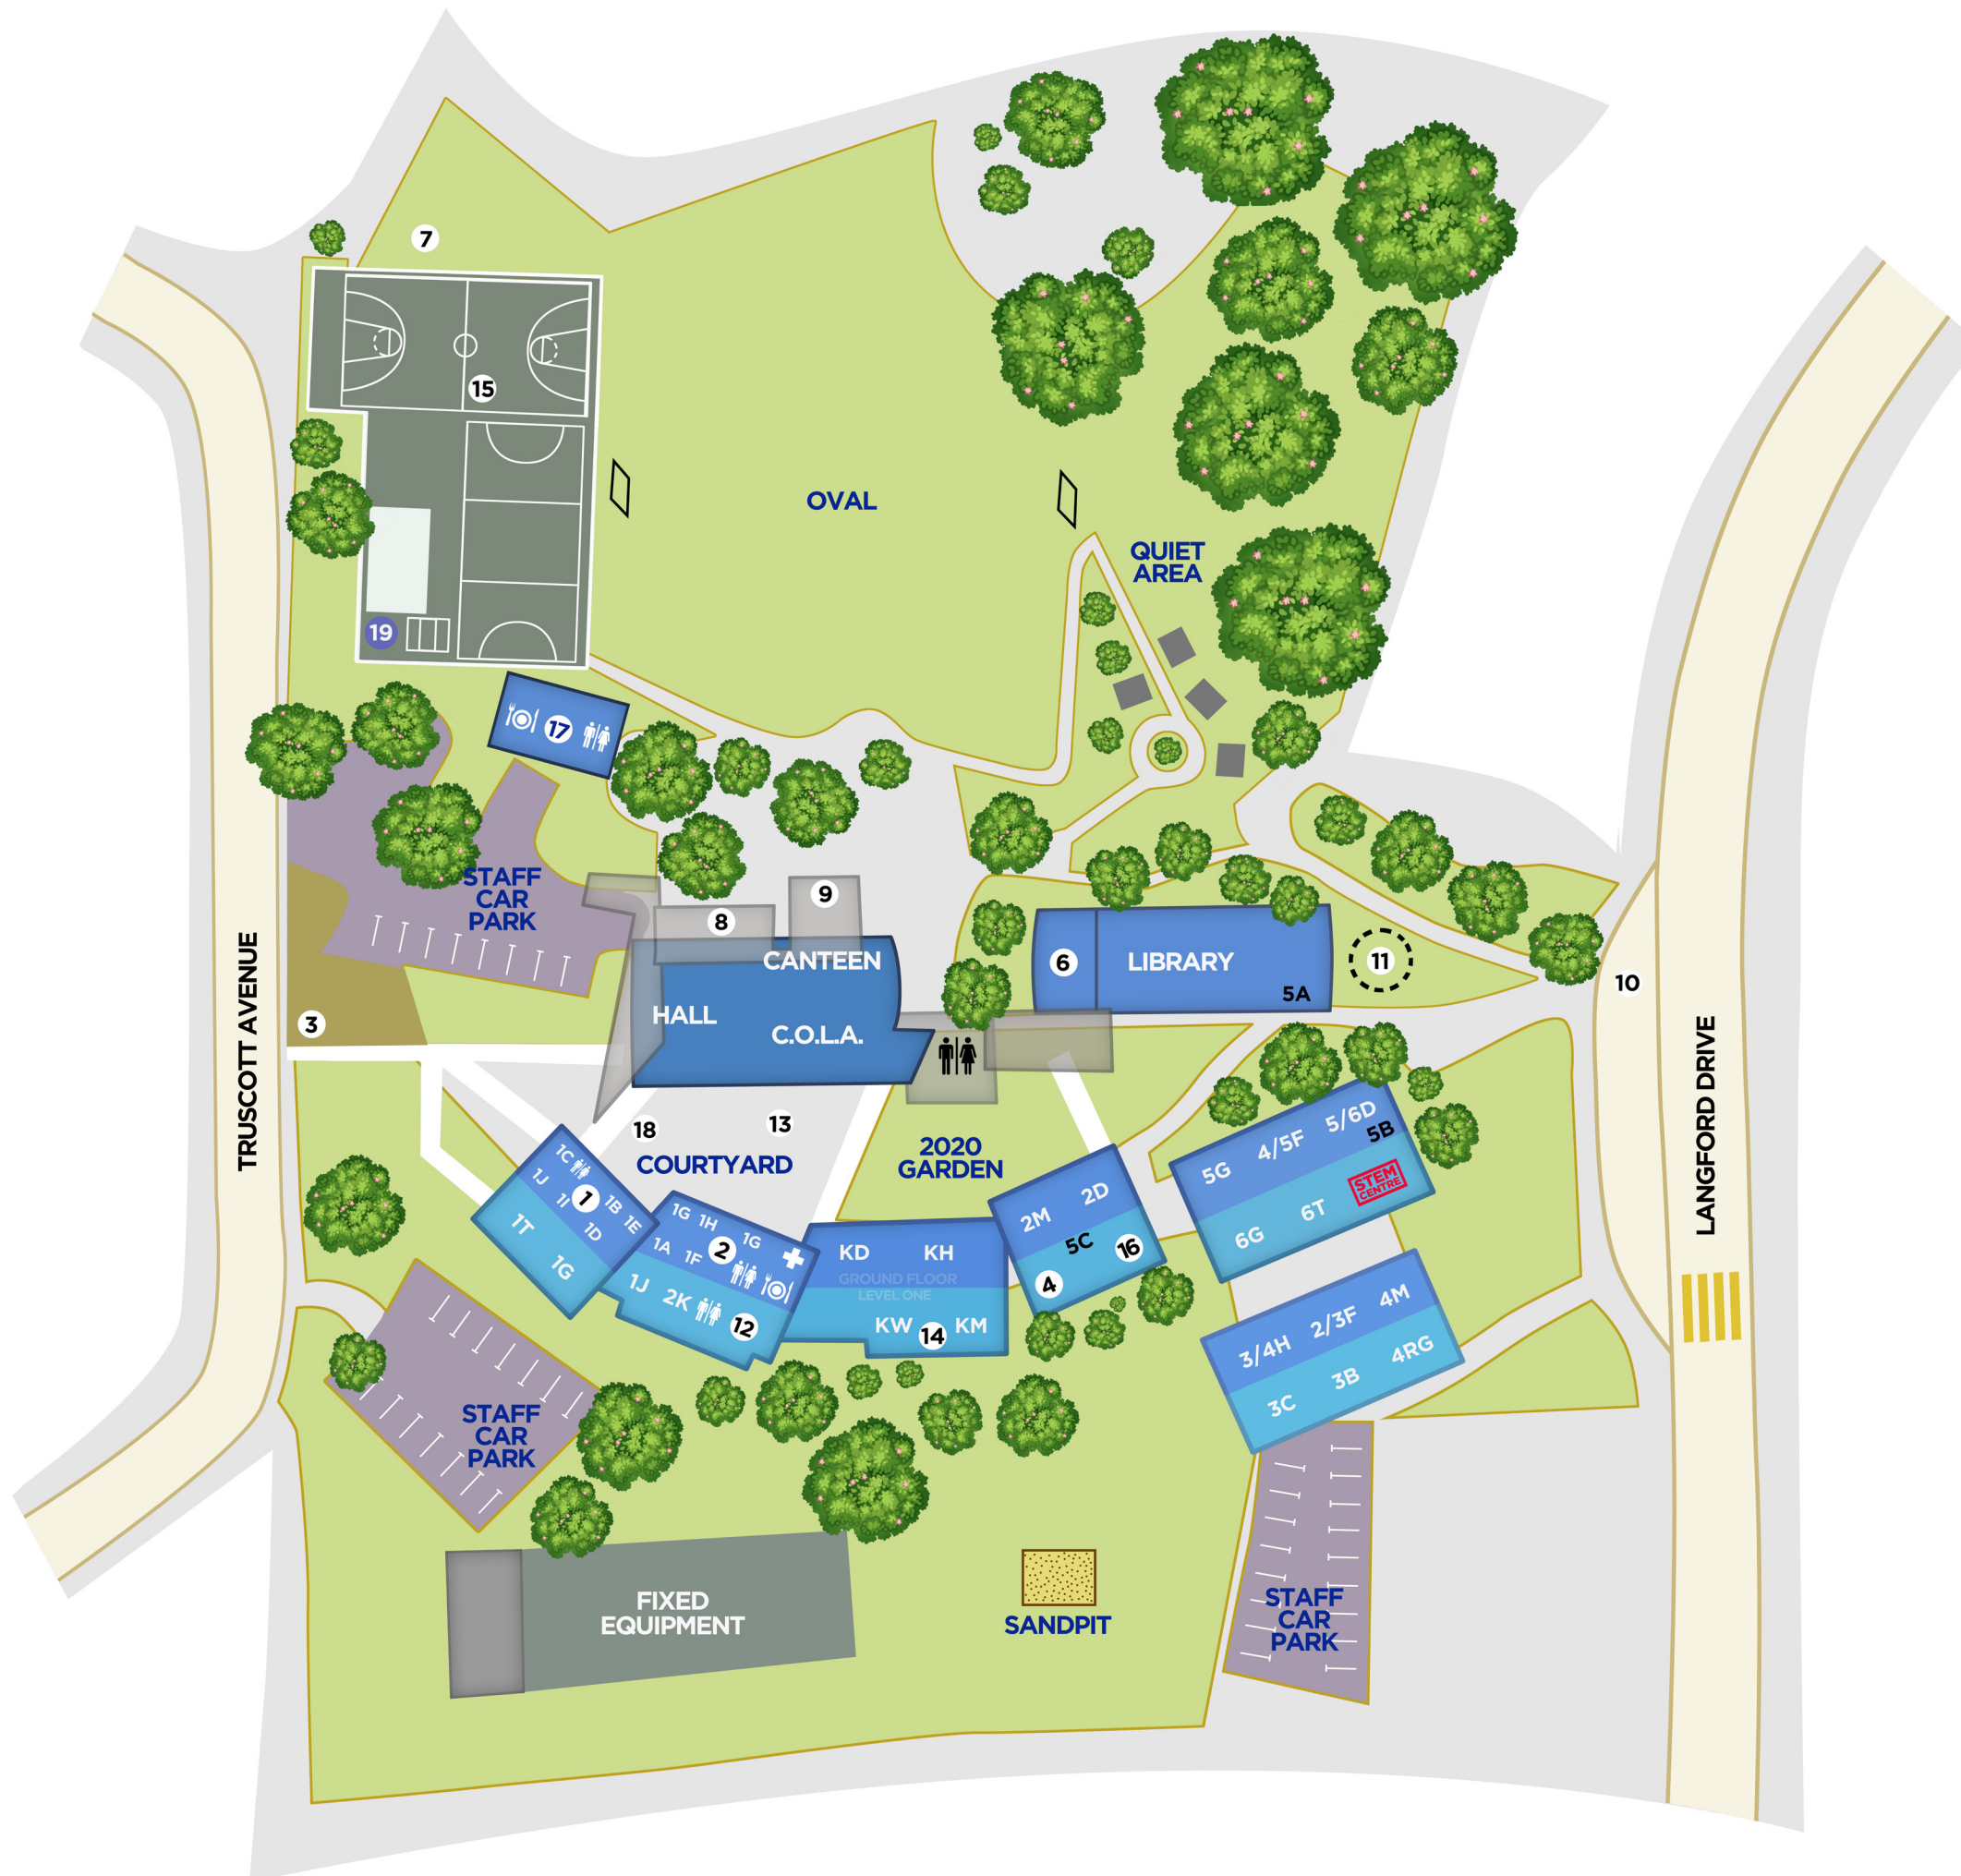 7
15
OVAL
QUIET
AREA
19
17
STAFF
CAR
PARK
9
8
CANTEEN
HALL
C.O.L.A.
6
LIBRARY
5A
11
10
3
TRUSCOTT AVENUE
LANGFORD DRIVE
18
13
COURTYARD
2020
GARDEN
1C
1J
1I
1
1B
1E
1D
1T
1G
1G
1H
1G
1A
1F
2
1J
2K
12
KD
KH
GROUND FLOOR
LEVEL ONE
KW
14
KM
2M
2D
5C
16
4
5G
4/5F
5/6D
5B
6G
6T
STEM
CENTRE
3/4H
2/3F
4M
3C
3B
4RG
STAFF
CAR
PARK
FIXED
EQUIPMENT
SANDPIT
STAFF
CAR
PARK